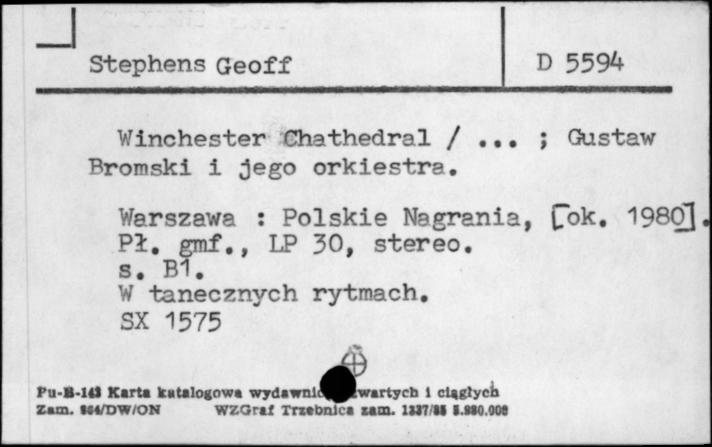 Stephens Geoff
D 5594
Winchester Chathedral / ... ; Gustaw
Bromski i jego orkiestra.
Warszawa : Polskie Nagrania, [ok. 1980].
Pł. gmf., LP 30, stereo.
s. B1.
W tanecznych rytmach.
SX 1575
Pu-B-143 Karta katalogowa wydawnic wartych i ciągłych
Zam. 864/DW/ON WZGraf Trzebnica zam. 1337/85 5.980.000